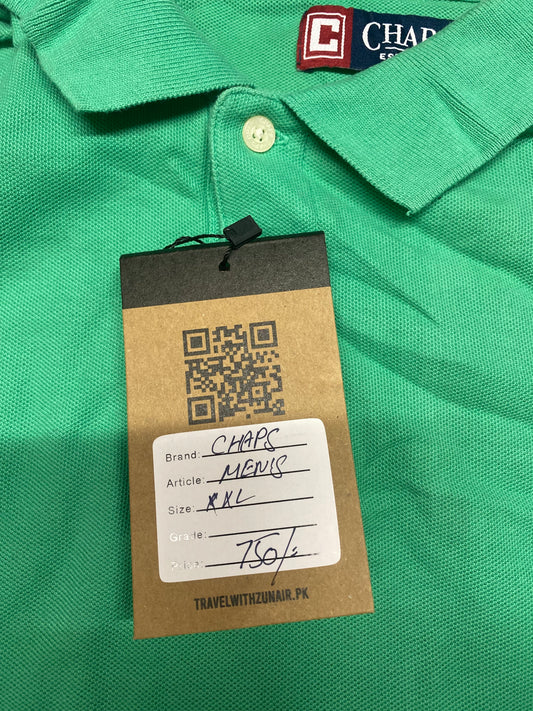 C CHAP
Brand: CHAPS
Article: MENS
Size: XXL
Grade:
Price: 750/=
TRAVELWITHZUNAIR.PK